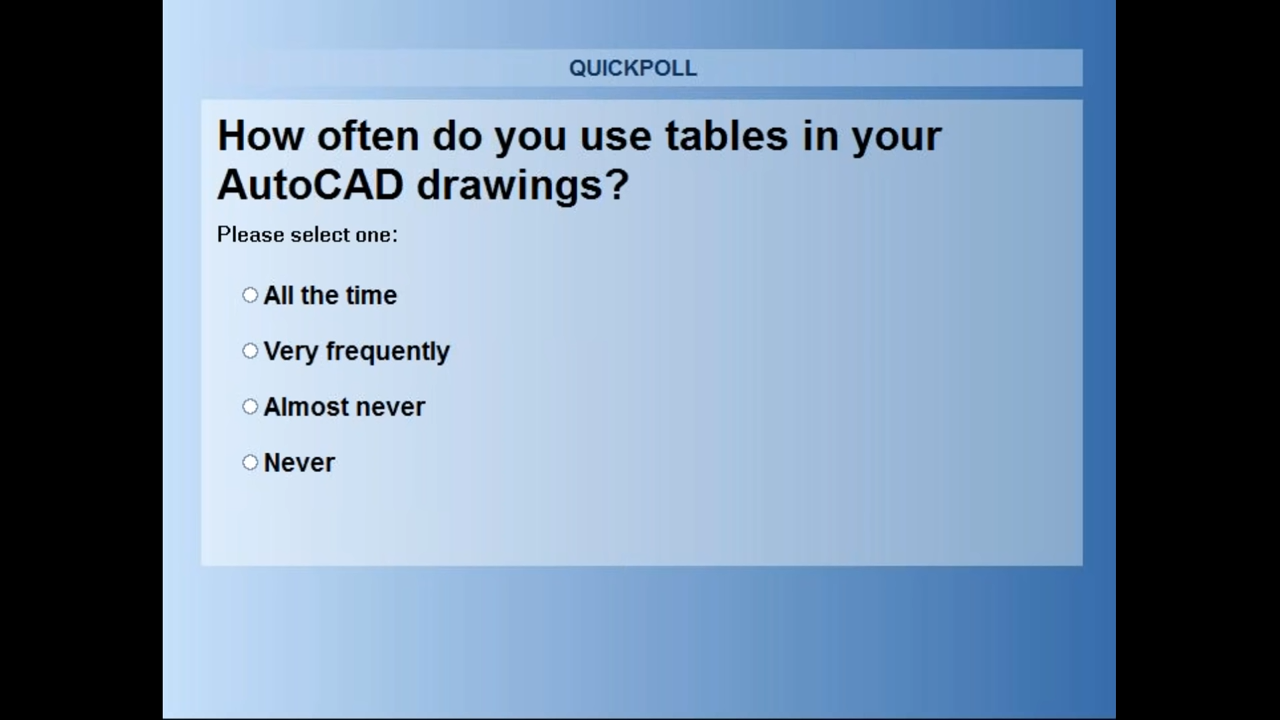 QUICKPOLL
How often do you use tables in your
AutoCAD drawings?
Please select one:
All the time
Very frequently
Almost never
Never